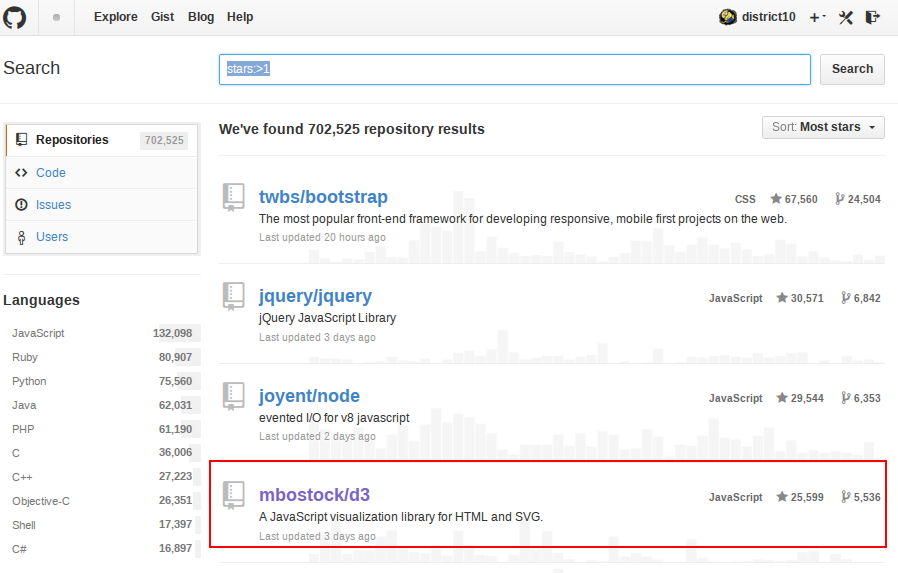 Explore Gist Blog Help district10
Search stars:>1 Search
Repositories 702,525
Code
Issues
Users
Languages
JavaScript 132,098
Ruby 80,907
Python 75,560
Java 62,031
PHP 61,190
C 36,006
C++ 27,223
Objective-C 26,351
Shell 17,397
C# 16,897
We've found 702,525 repository results Sort: Most stars
twbs/bootstrap CSS 67,560 24,504
The most popular front-end framework for developing responsive, mobile first projects on the web.
Last updated 20 hours ago
jquery/jquery JavaScript 30,571 6,842
jQuery JavaScript Library
Last updated 3 days ago
joyent/node JavaScript 29,544 6,353
evented I/O for v8 javascript
Last updated 2 days ago
mbostock/d3 JavaScript 25,599 5,536
A JavaScript visualization library for HTML and SVG.
Last updated 3 days ago